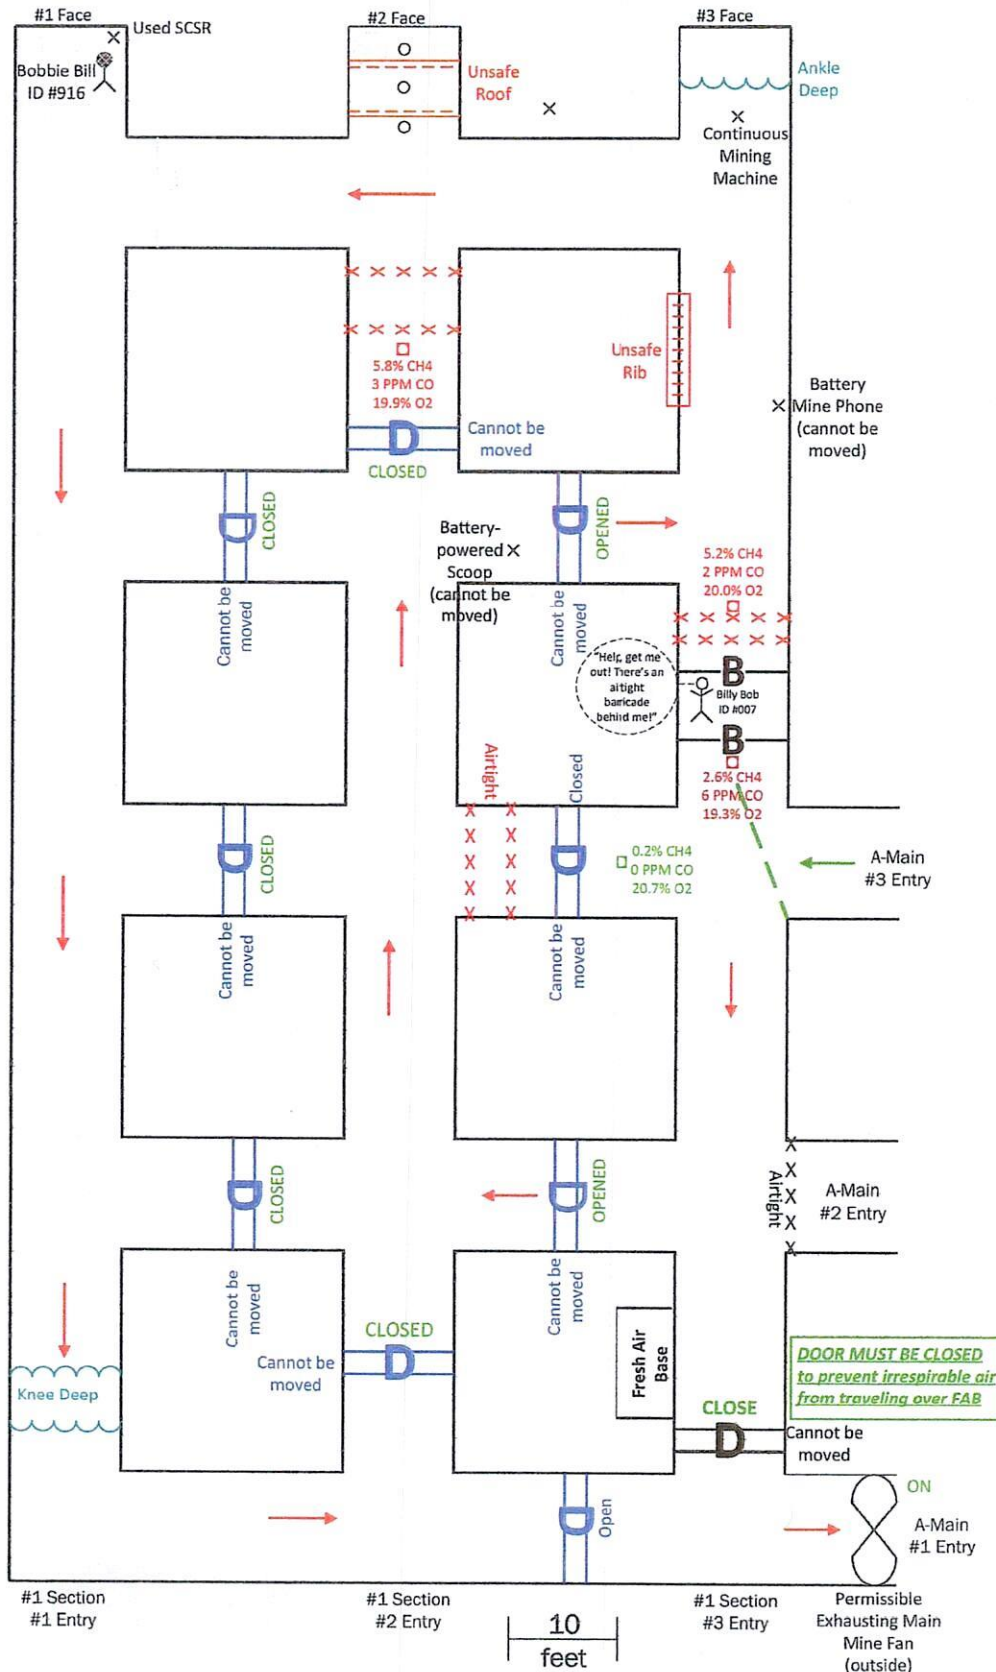 #1 Face
Used SCSR
Bobbie Bill
ID #916
#2 Face
Unsafe
Roof
#3 Face
Ankle
Deep
Continuous
Mining
Machine
5.8% CH4
3 PPM CO
19.9% O2
D
Cannot be
moved
CLOSED
Unsafe
Rib
Battery
Mine Phone
(cannot be
moved)
D
CLOSED
Cannot be
moved
Battery-
powered
Scoop
(cannot be
moved)
D
OPENED
Cannot be
moved
5.2% CH4
2 PPM CO
20.0% O2
B
"Help, get me
out! There's an
airtight
barricade
behind me!"
Billy Bob
ID #007
B
2.6% CH4
6 PPM CO
19.3% O2
Airtight
Closed
D
Cannot be
moved
0.2% CH4
0 PPM CO
20.7% O2
A-Main
#3 Entry
D
CLOSED
Cannot be
moved
D
CLOSED
Cannot be
moved
D
OPENED
Cannot be
moved
Airtight
A-Main
#2 Entry
Knee Deep
CLOSED
Cannot be
moved
D
Fresh Air
Base
CLOSE
D
Cannot be
moved
DOOR MUST BE CLOSED
to prevent irrespirable air
from traveling over FAB
D
Open
ON
A-Main
#1 Entry
#1 Section
#1 Entry
#1 Section
#2 Entry
10
feet
#1 Section
#3 Entry
Permissible
Exhausting Main
Mine Fan
(outside)